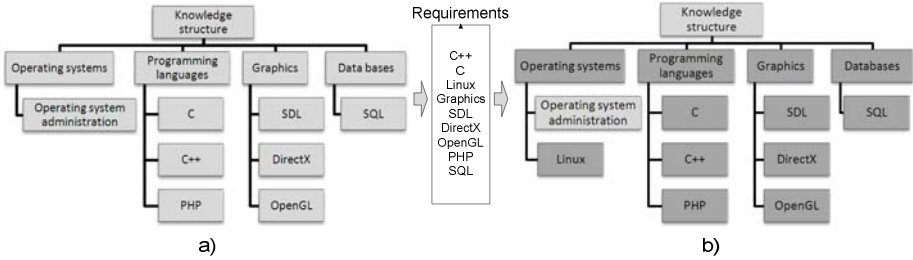 Knowledge
structure
Operating systems
Programming
languages
Graphics
Data bases
Operating system
administration
C
SDL
SQL
C++
DirectX
PHP
OpenGL
a)
Requirements
C++
C
Linux
Graphics
SDL
DirectX
OpenGL
PHP
SQL
Knowledge
structure
Operating systems
Programming
languages
Graphics
Databases
Operating system
administration
C
SDL
SQL
Linux
C++
DirectX
PHP
OpenGL
b)